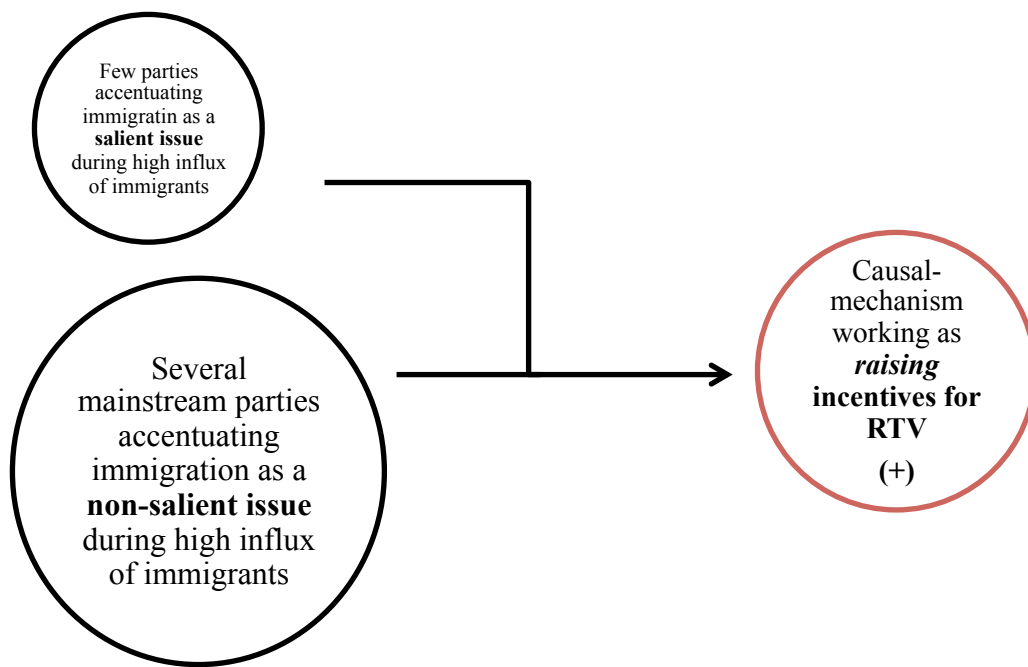 Few parties
accentuating
immigratin as a
salient issue
during high influx
of immigrants
Several
mainstream parties
accentuating
immigration as a
non-salient issue
during high influx
of immigrants
Causal-
mechanism
working as
raising
incentives for
RTV
(+)